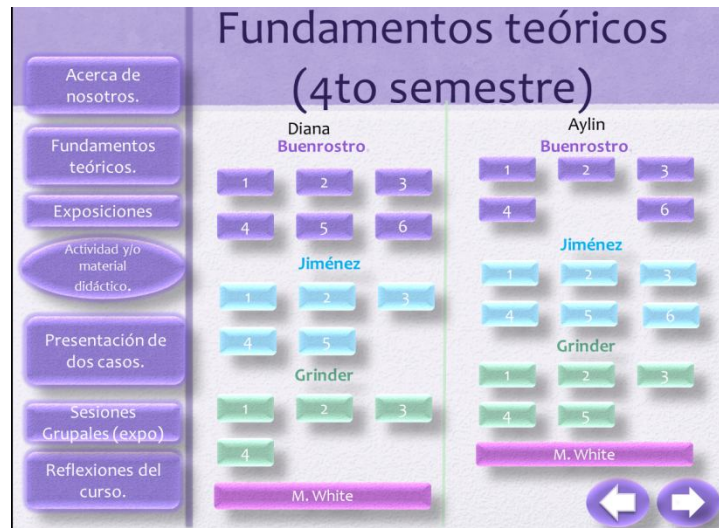 Fundamentos teóricos
(4to semestre)
Acerca de
nosotros.
Fundamentos
teóricos.
Exposiciones
Actividad y/o
material
didáctico.
Presentación de
dos casos.
Sesiones
Grupales (expo)
Reflexiones del
curso.
Diana
Buenrostro
1 2 3
4 5 6
Jiménez
1 2 3
4 5
Grinder
1 2 3
4
M. White
Aylin
Buenrostro
1 2 3
4 6
Jiménez
1 2 3
4 5 6
Grinder
1 2 3
4 5
M. White